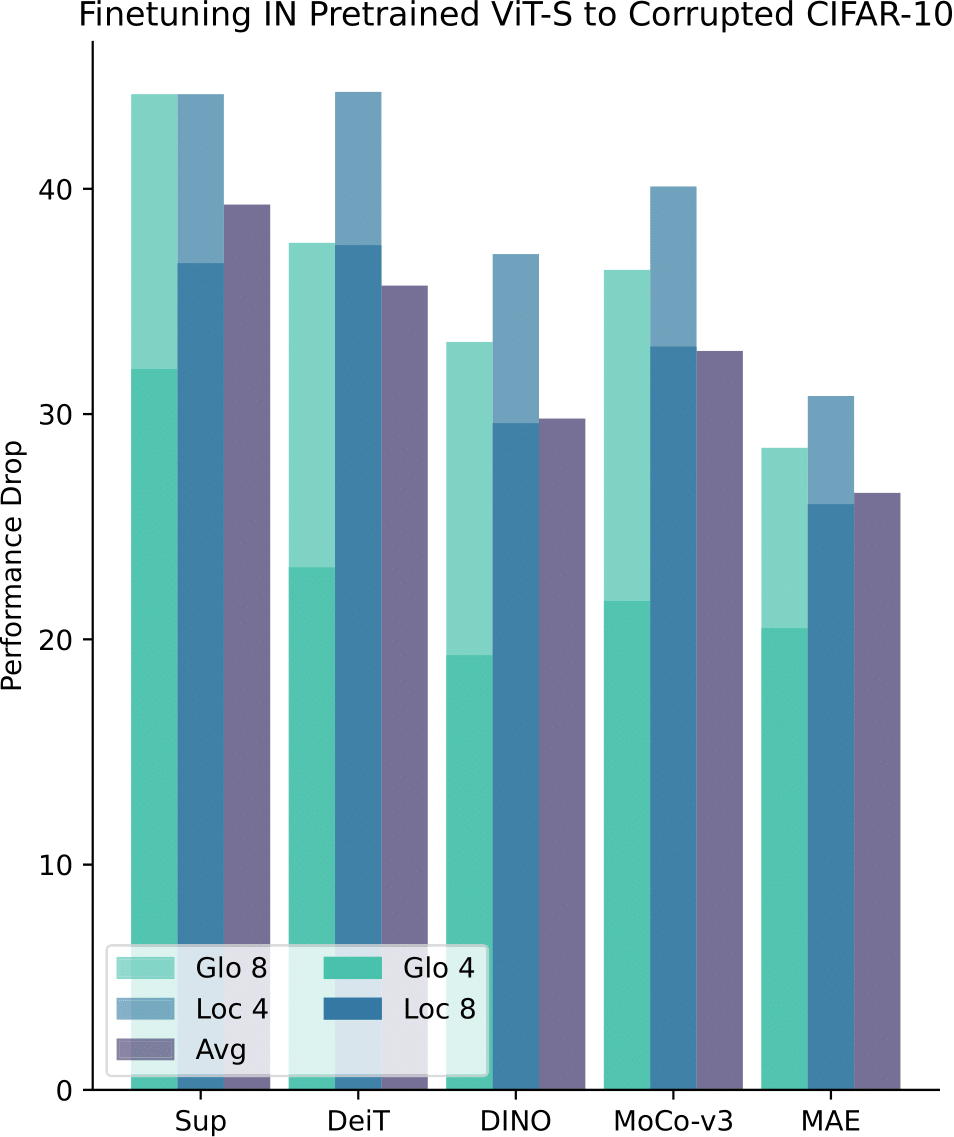 Finetuning IN Pretrained ViT-S to Corrupted CIFAR-10
Performance Drop
40
30
20
10
0
Glo 8
Glo 4
Loc 4
Loc 8
Avg
Sup
DeiT
DINO
MoCo-v3
MAE